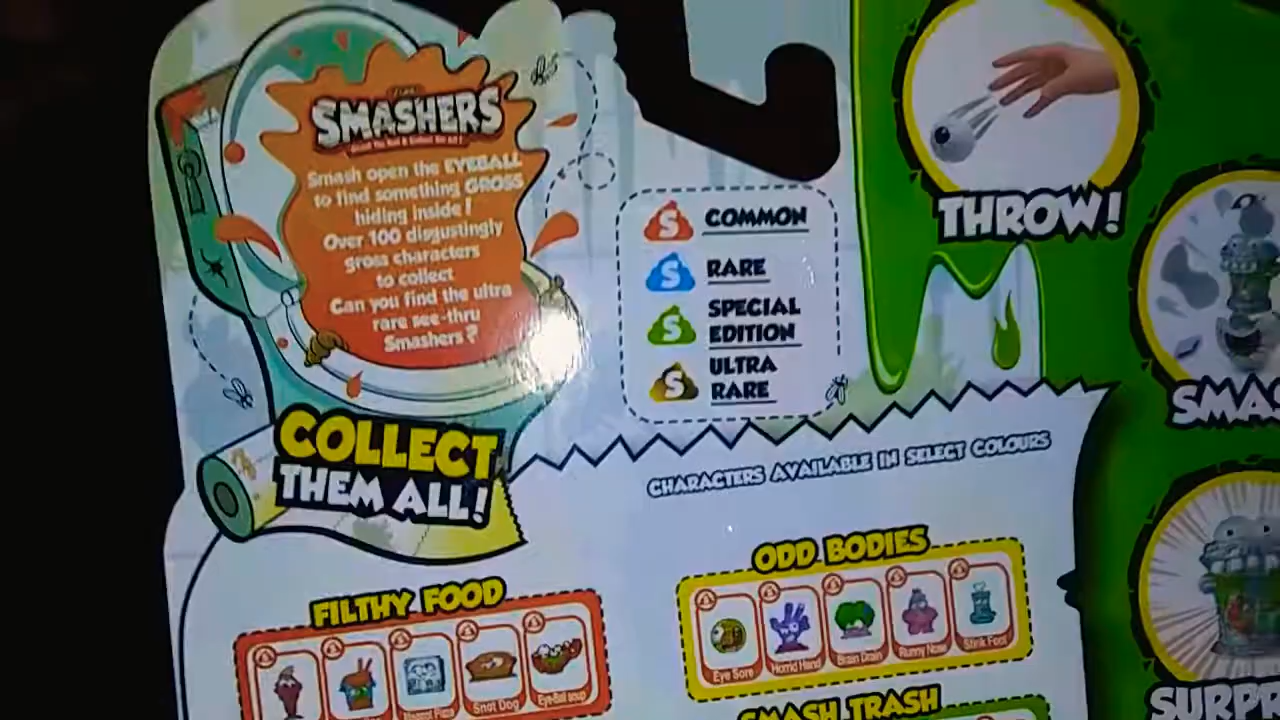 SMASHERS
Smash open the EYEBALL
to find something GROSS
hiding inside!
Over 100 disgustingly
gross characters
to collect
Can you find the ultra
rare see-thru
Smashers?
COLLECT
THEM ALL!
S COMMON
S RARE
S SPECIAL
EDITION
S ULTRA
RARE
THROW!
SMAS
SURPR
CHARACTERS AVAILABLE IN SELECT COLOURS
FILTHY FOOD
Snot Dog
Eye-Ball soup
ODD BODIES
Eye Sore
Horrid Hand
Brain Drain
Runny Nose
Stink Foot
SMASH TRASH